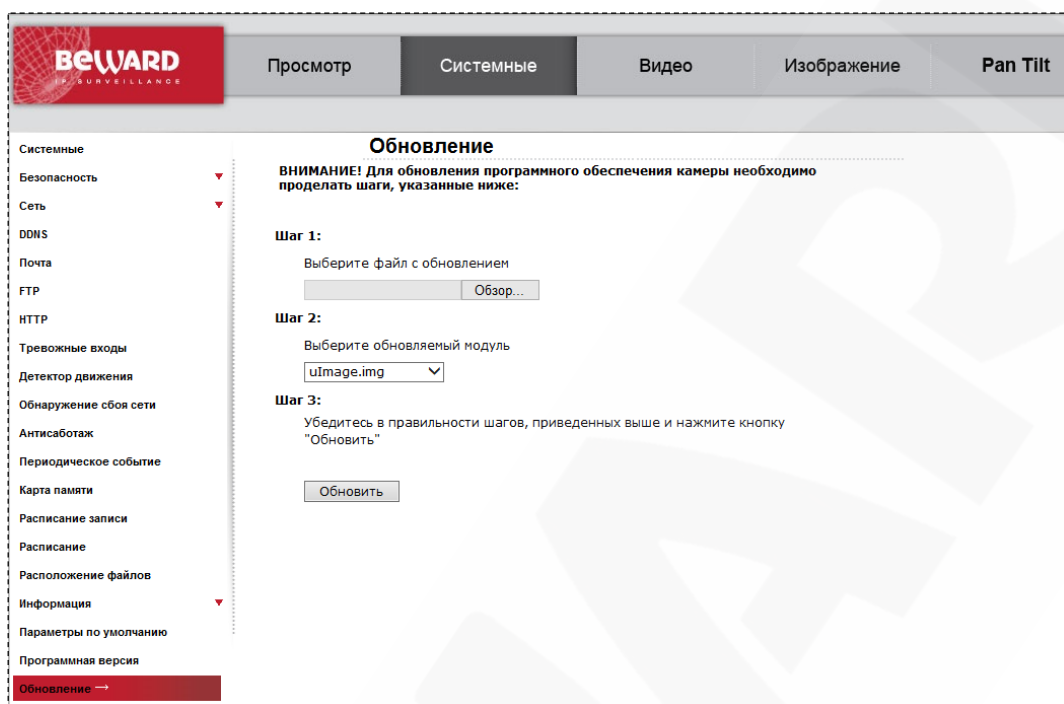 BEWARD
IP SURVEILLANCE
Просмотр
Системные
Видео
Изображение
Pan Tilt
Системные
Безопасность
Сеть
DDNS
Почта
FTP
HTTP
Тревожные входы
Детектор движения
Обнаружение сбоя сети
Антисаботаж
Периодическое событие
Карта памяти
Расписание записи
Расписание
Расположение файлов
Информация
Параметры по умолчанию
Программная версия
Обновление →
Обновление
ВНИМАНИЕ! Для обновления программного обеспечения камеры необходимо
проделать шаги, указанные ниже:
Шаг 1:
Выберите файл с обновлением
Обзор...
Шаг 2:
Выберите обновляемый модуль
uImage.img
Шаг 3:
Убедитесь в правильности шагов, приведенных выше и нажмите кнопку
"Обновить"
Обновить